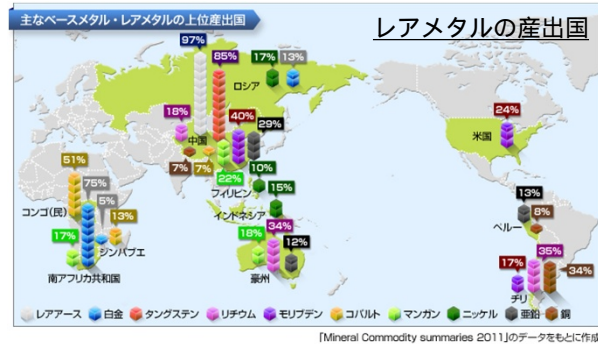 主なベースメタル・レアメタルの上位産出国
レアメタルの産出国
97%
85%
17%
13%
ロシア
18%
40%
29%
24%
中国
米国
7%
7%
51%
75%
5%
13%
22%
10%
フィリピン
15%
コンゴ(民)
インドネシア
13%
8%
ペルー
17%
ジンバブエ
18%
34%
12%
35%
17%
34%
南アフリカ共和国
豪州
チリ
レアアース 白金 タングステン リチウム モリブデン コバルト マンガン ニッケル 亜鉛 銅
「Mineral Commodity summaries 2011」のデータをもとに作成